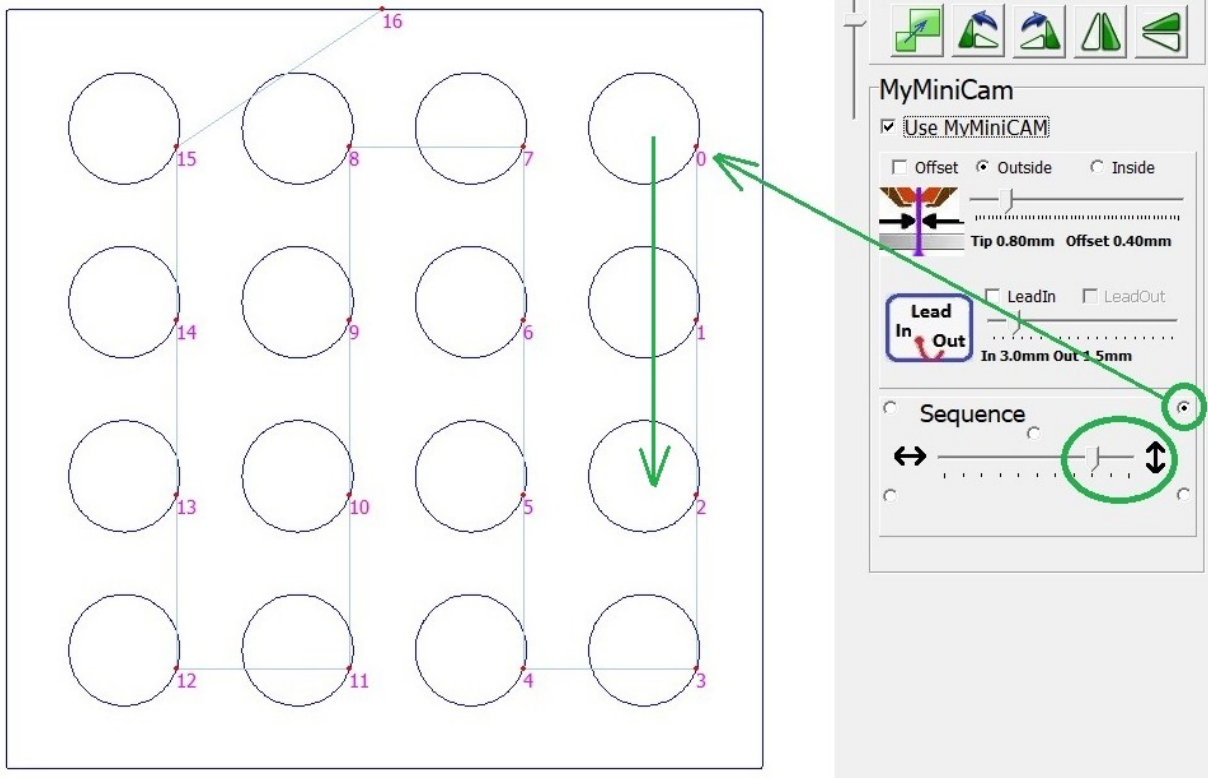 16
15
8
7
0
14
9
6
1
13
10
5
2
12
11
4
3
MyMiniCam
Use MyMiniCAM
Offset Outside Inside
Tip 0.80mm Offset 0.40mm
Lead
In
Out
LeadIn LeadOut
In 3.0mm Out 1.5mm
Sequence